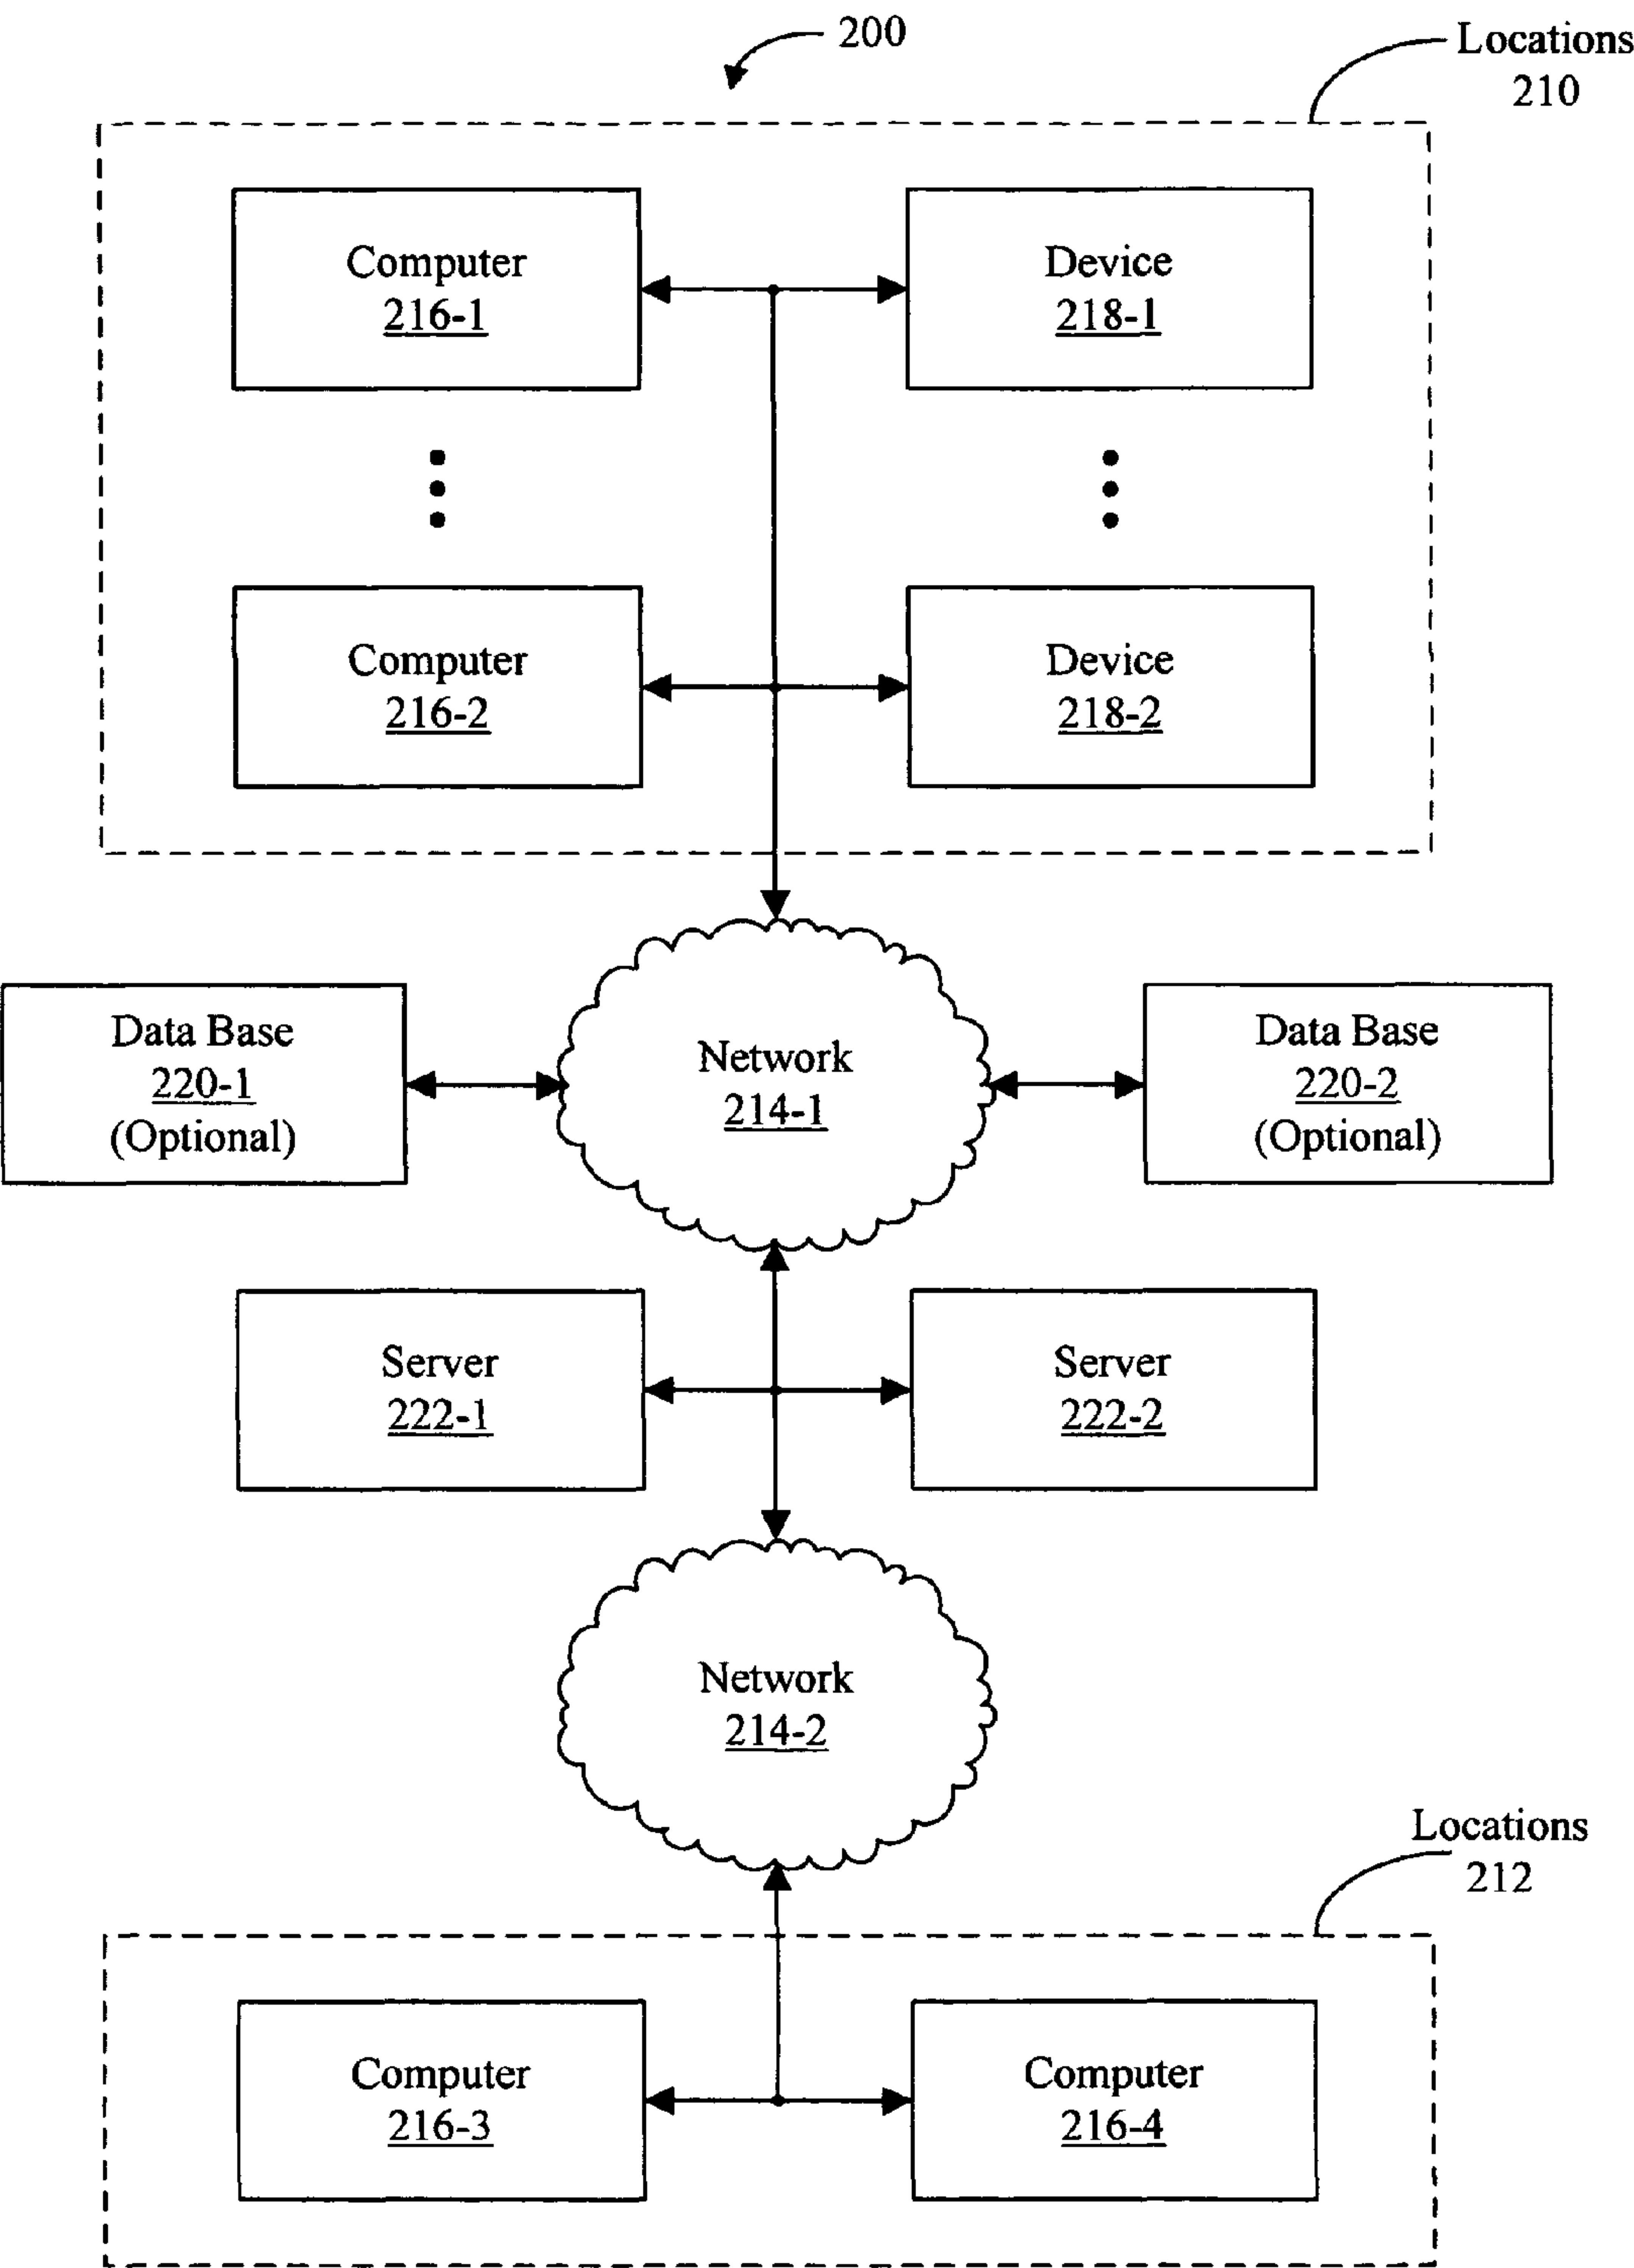 200
Locations
210
Computer
216-1
Device
218-1
Computer
216-2
Device
218-2
Data Base
220-1
(Optional)
Network
214-1
Data Base
220-2
(Optional)
Server
222-1
Server
222-2
Network
214-2
Locations
212
Computer
216-3
Computer
216-4